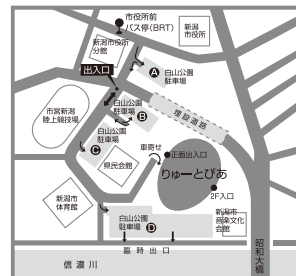 市役所前
バス停(BRT)
新潟市役所
分館
新潟
市役所
出入口
A
白山公園
駐車場
市営新潟
陸上競技場
白山公園
駐車場
B
埋設道路
C
白山公園
駐車場
県民会館
車寄せ
正面出入口
りゅーとぴあ
2F入口
新潟市
体育館
白山公園
駐車場
D
新潟市
音楽文化
会館
昭和大橋
臨時出口
信濃川